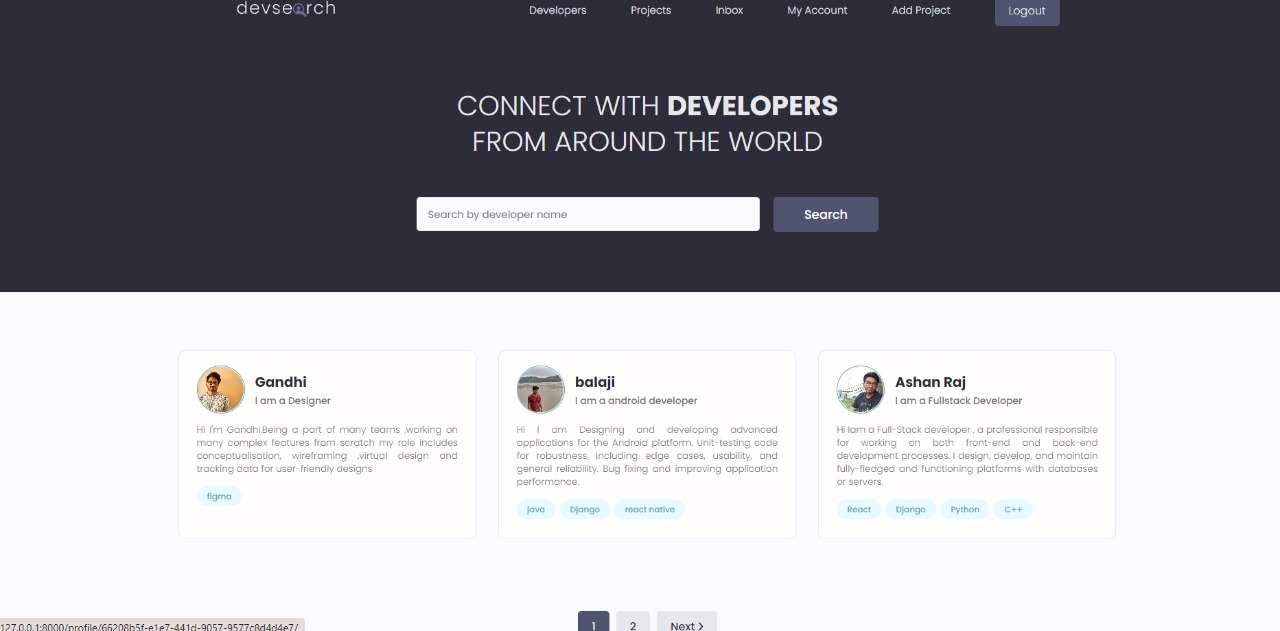 devsearch
Developers
Projects
Inbox
My Account
Add Project
Logout
CONNECT WITH DEVELOPERS
FROM AROUND THE WORLD
Search by developer name
Search
Gandhi
I am a Designer
Hi I'm Gandhi.Being a part of many teams ,working on
many complex features from scratch my role includes
conceptualisation, wireframing ,virtual design and
tracking data for user-friendly designs
figma
balaji
I am a android developer
Hi I am Designing and developing advanced
applications for the Android platform. Unit-testing code
for robustness, including edge cases, usability, and
general reliability. Bug fixing and improving application
performance.
java
Django
react native
Ashan Raj
I am a Fullstack Developer
Hi Iam a Full-Stack developer , a professional responsible
for working on both front-end and back-end
development processes. I design, develop, and maintain
fully-fledged and functioning platforms with databases
or servers.
React
Django
Python
C++
1
2
Next
127.0.0.1:8000/profile/66208b5f-e1e7-441d-9057-9577c8d4d4e7/